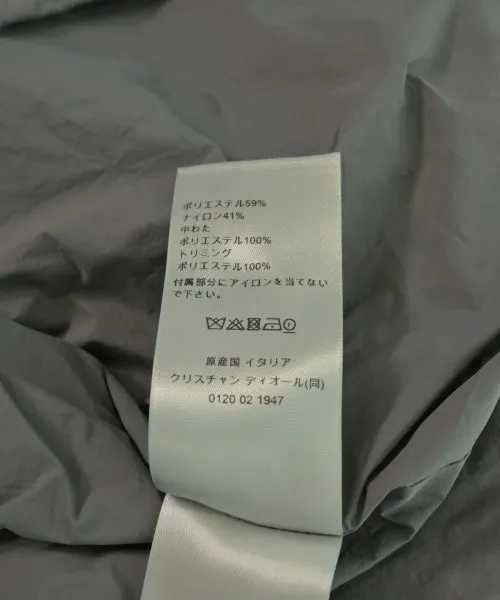 ポリエステル59%
ナイロン41%
中わた
ポリエステル100%
トリミング
ポリエステル100%
付属部分にアイロンを当てない
で下さい。
原産国 イタリア
クリスチャン ディオール(同)
0120 02 1947